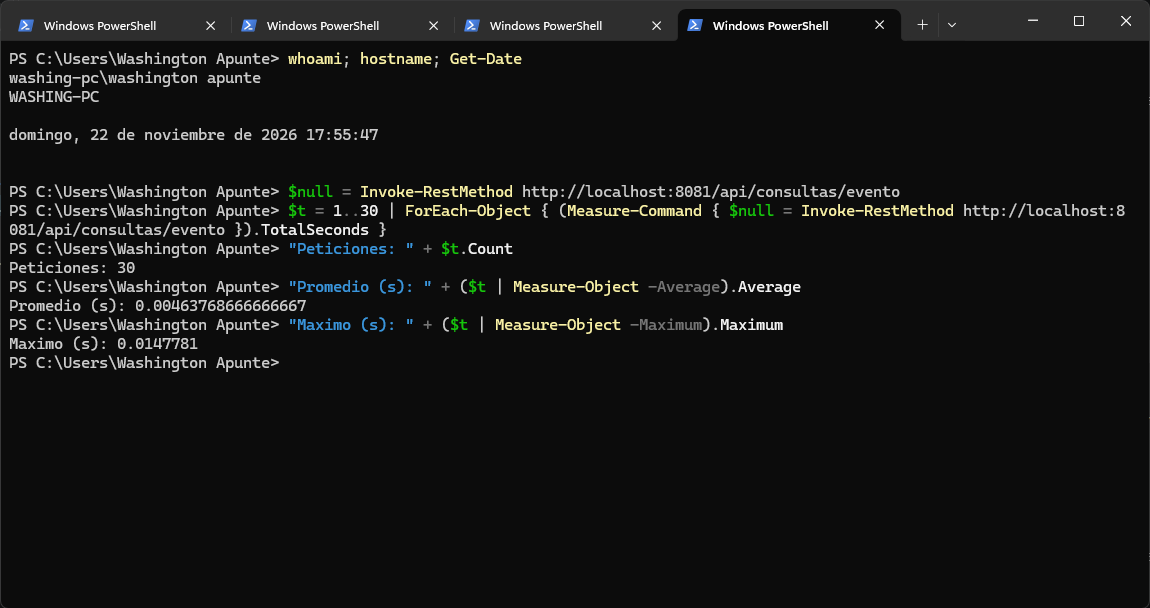 Windows PowerShell
Windows PowerShell
Windows PowerShell
Windows PowerShell
PS C:\Users\Washington Apunte> whoami; hostname; Get-Date
washing-pc\washington apunte
WASHING-PC
domingo, 22 de noviembre de 2026 17:55:47
PS C:\Users\Washington Apunte> $null = Invoke-RestMethod http://localhost:8081/api/consultas/evento
PS C:\Users\Washington Apunte> $t = 1..30 | ForEach-Object { (Measure-Command { $null = Invoke-RestMethod http://localhost:8
081/api/consultas/evento }).TotalSeconds }
PS C:\Users\Washington Apunte> "Peticiones: " + $t.Count
Peticiones: 30
PS C:\Users\Washington Apunte> "Promedio (s): " + ($t | Measure-Object -Average).Average
Promedio (s): 0.00463768666666667
PS C:\Users\Washington Apunte> "Maximo (s): " + ($t | Measure-Object -Maximum).Maximum
Maximo (s): 0.0147781
PS C:\Users\Washington Apunte>